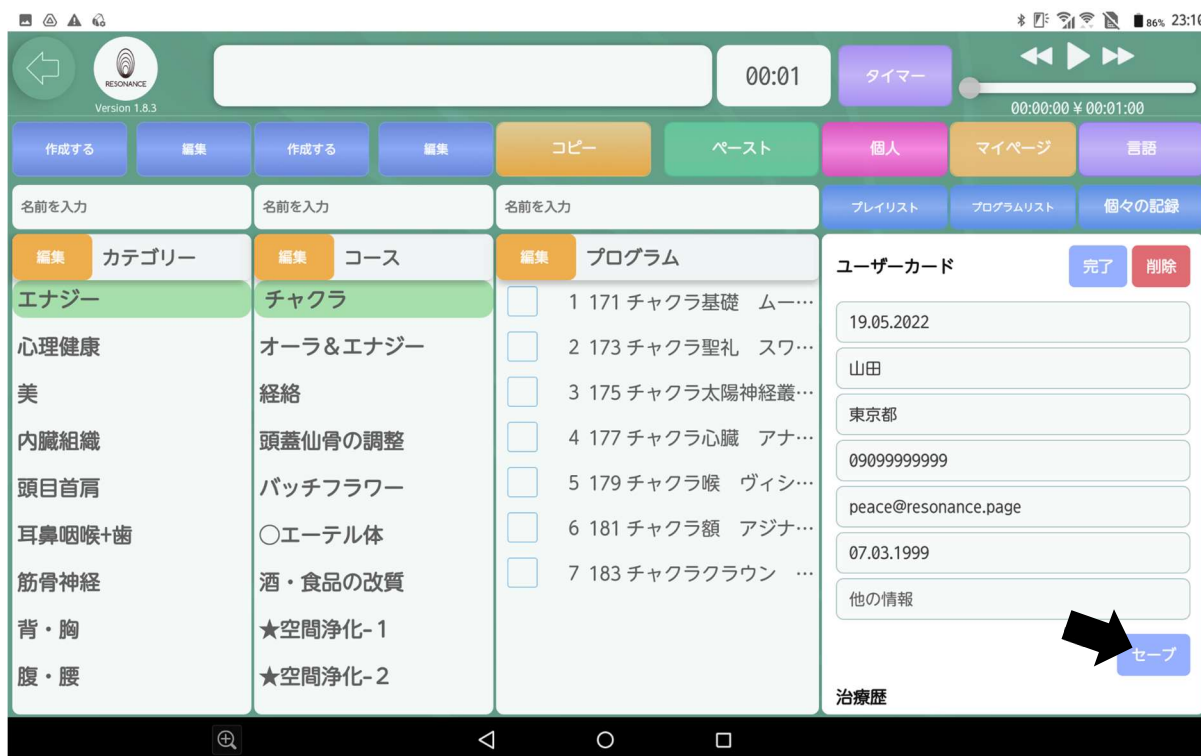 86% 23:10
RESONANCE
Version 1.8.3
00:01
タイマー
00:00:00 ¥ 00:01:00
作成する 編集 作成する 編集 コピー ペースト 個人 マイページ 言語
名前を入力 名前を入力 名前を入力 プレイリスト プログラムリスト 個々の記録
編集 カテゴリー
エナジー
心理健康
美
内臓組織
頭目首肩
耳鼻咽喉+歯
筋骨神経
背・胸
腹・腰
編集 コース
チャクラ
オーラ&エナジー
経絡
頭蓋仙骨の調整
バッチフラワー
○エーテル体
酒・食品の改質
★空間浄化-1
★空間浄化-2
編集 プログラム
1 171 チャクラ基礎 ムー…
2 173 チャクラ聖礼 スワ…
3 175 チャクラ太陽神経叢…
4 177 チャクラ心臓 アナ…
5 179 チャクラ喉 ヴィシ…
6 181 チャクラ額 アジナ…
7 183 チャクラクラウン …
ユーザーカード 完了 削除
19.05.2022
山田
東京都
09099999999
peace@resonance.page
07.03.1999
他の情報
セーブ
治療歴